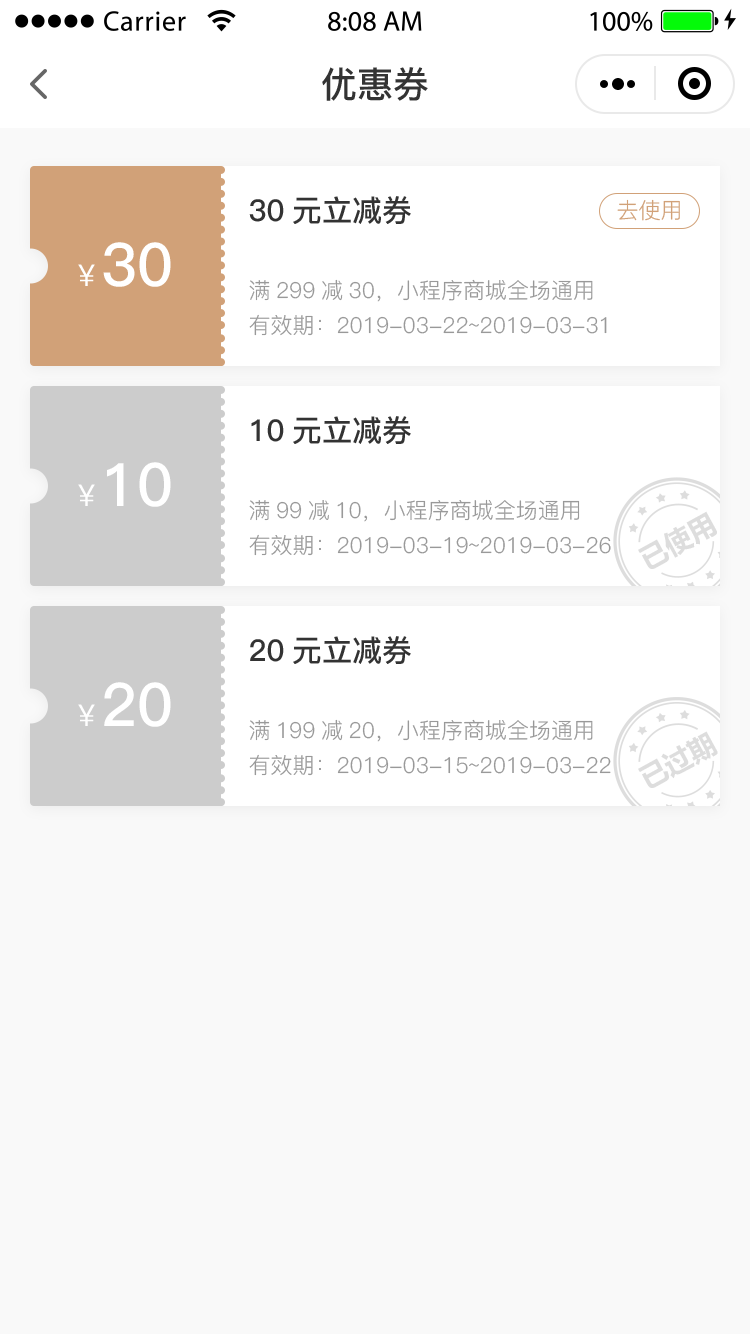 Carrier 8:08 AM 100%
优惠券
30 元立减券
去使用
¥30
满 299 减 30，小程序商城全场通用
有效期：2019-03-22~2019-03-31
10 元立减券
¥10
满 99 减 10，小程序商城全场通用
有效期：2019-03-19~2019-03-26
已使用
20 元立减券
¥20
满 199 减 20，小程序商城全场通用
有效期：2019-03-15~2019-03-22
已过期